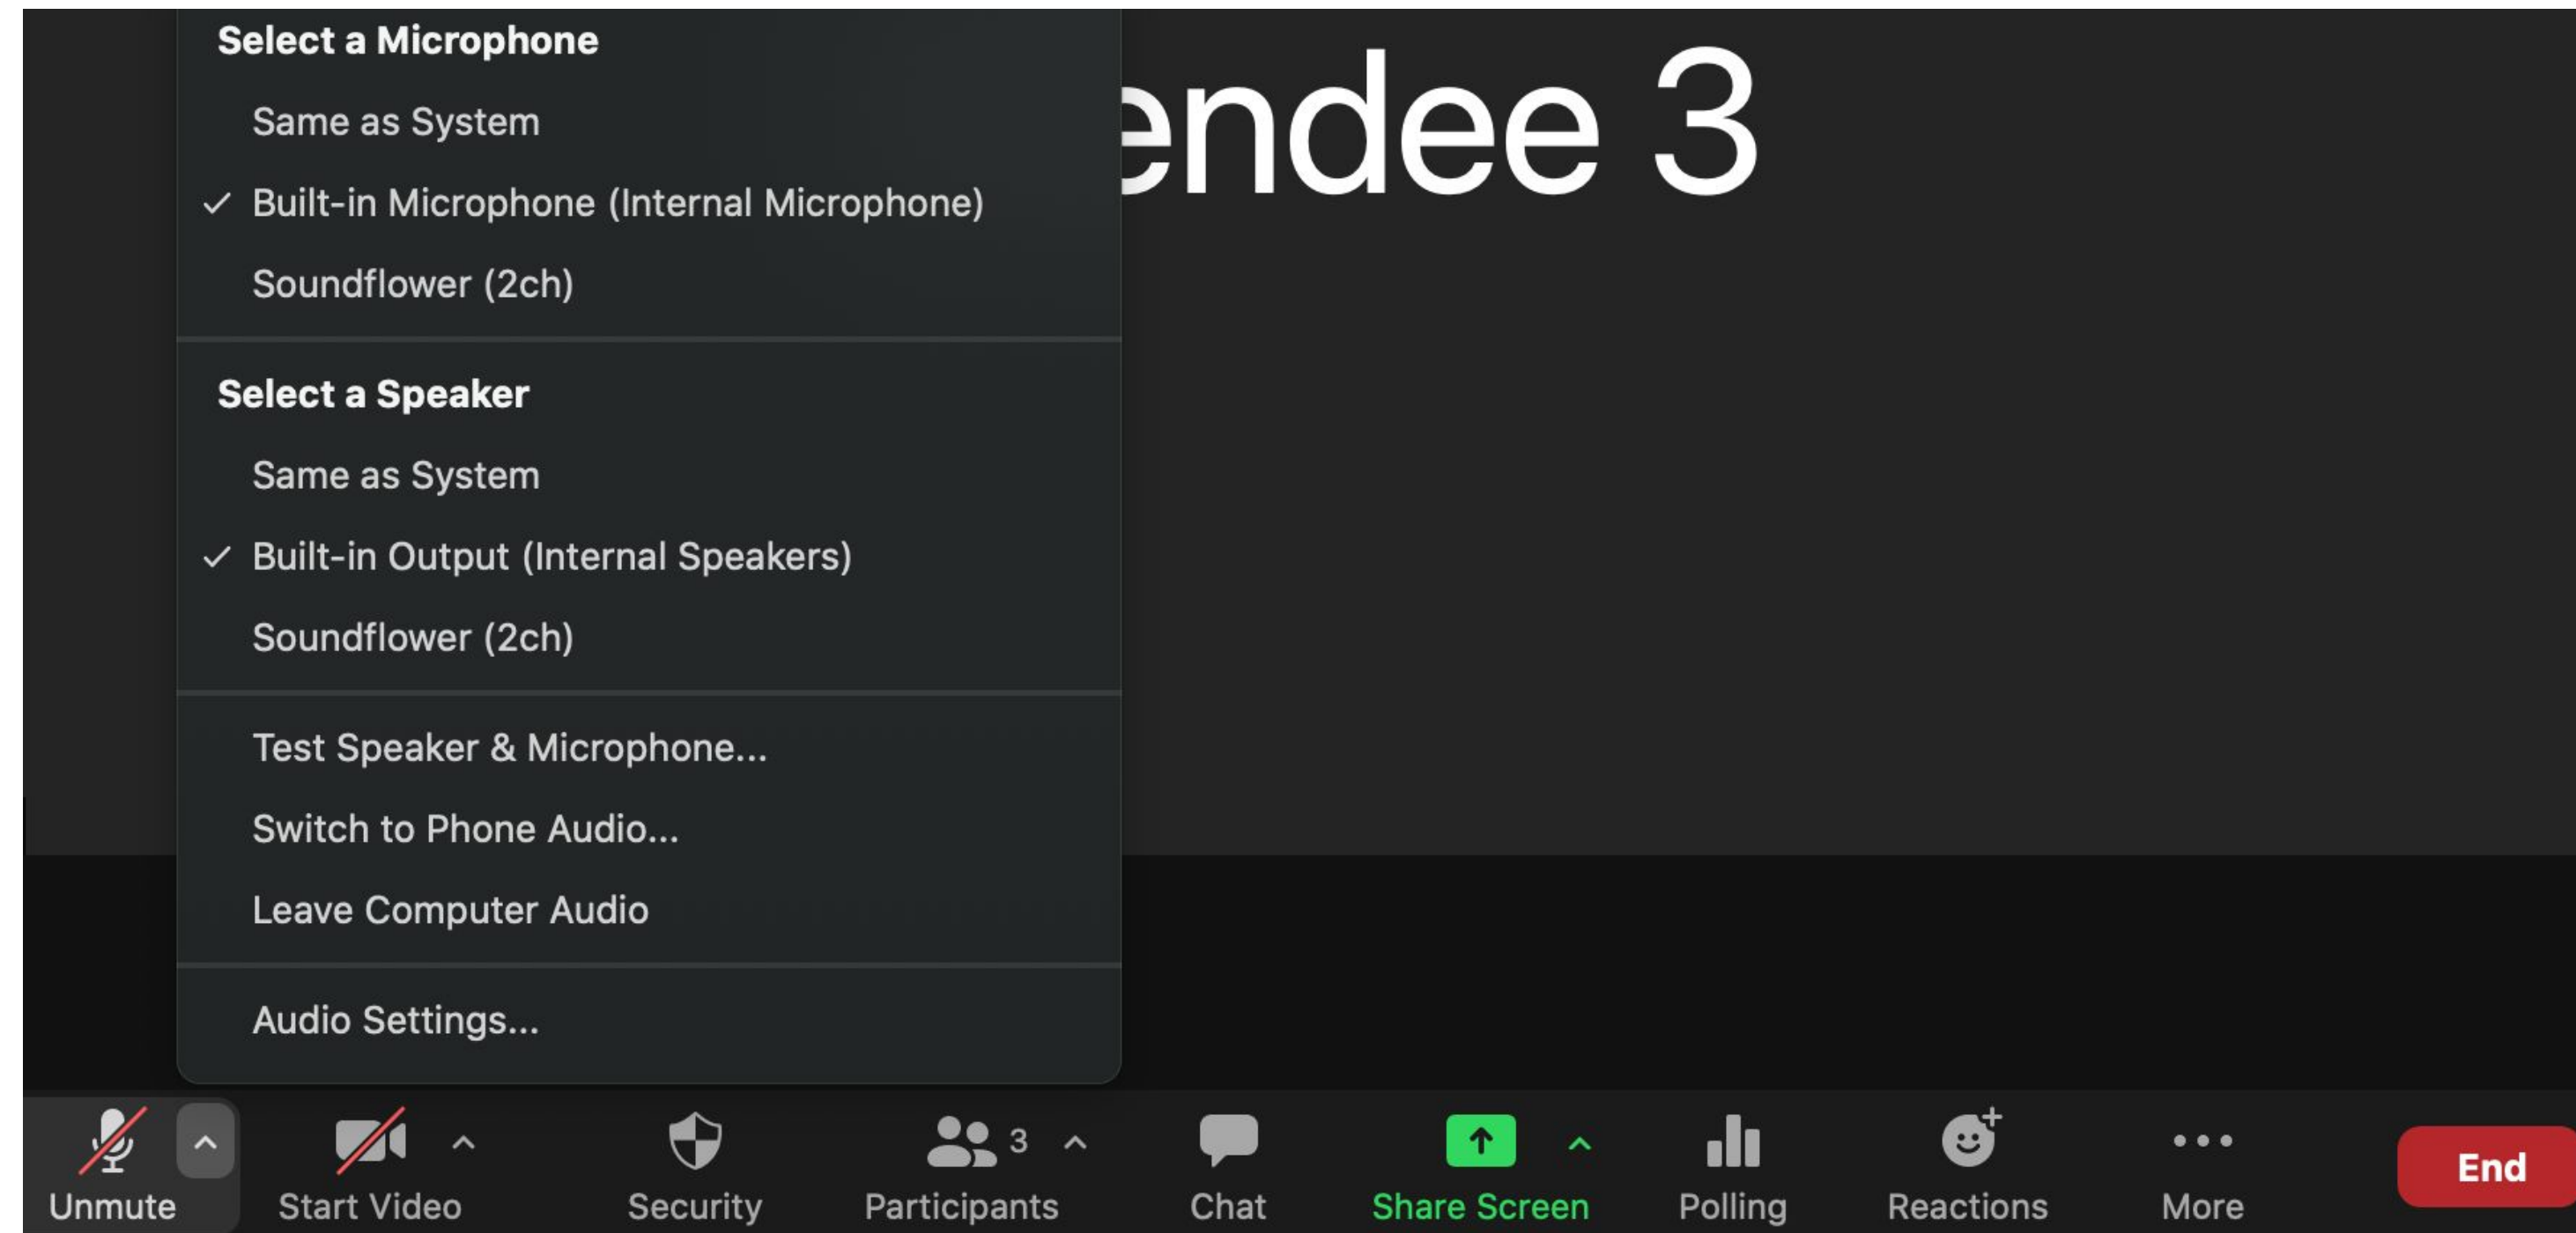 Select a Microphone
Same as System
Built-in Microphone (Internal Microphone)
Soundflower (2ch)
Select a Speaker
Same as System
Built-in Output (Internal Speakers)
Soundflower (2ch)
Test Speaker & Microphone...
Switch to Phone Audio...
Leave Computer Audio
Audio Settings...
endee 3
3
Unmute
Start Video
Security
Participants
Chat
Share Screen
Polling
Reactions
More
End